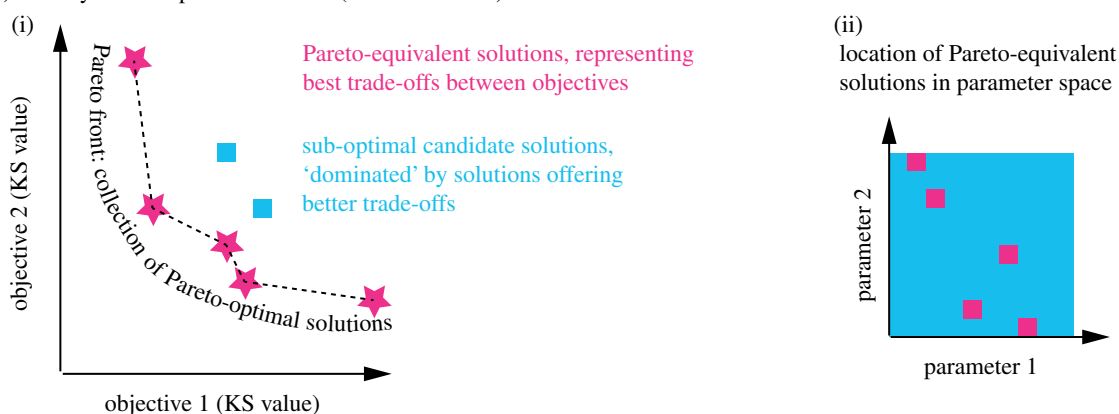 (i)
Pareto-equivalent solutions, representing
best trade-offs between objectives
sub-optimal candidate solutions,
‘dominated’ by solutions offering
better trade-offs
Pareto front: collection of Pareto-optimal solutions
objective 2 (KS value)
objective 1 (KS value)
(ii)
location of Pareto-equivalent
solutions in parameter space
parameter 2
parameter 1